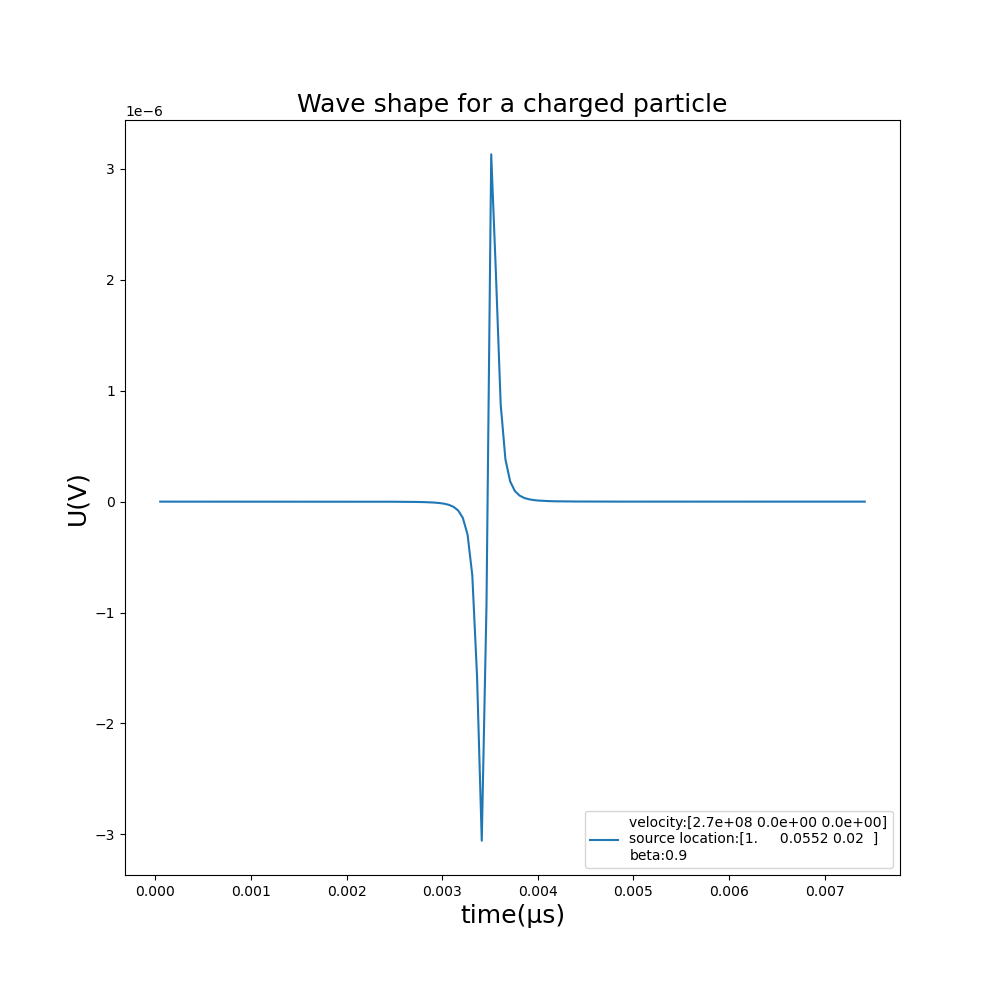 Wave shape for a charged particle
1e−6
3
2
1
0
−1
−2
−3
U(V)
velocity:[2.7e+08 0.0e+00 0.0e+00]
source location:[1.     0.0552 0.02  ]
beta:0.9
0.000 0.001 0.002 0.003 0.004 0.005 0.006 0.007
time(μs)